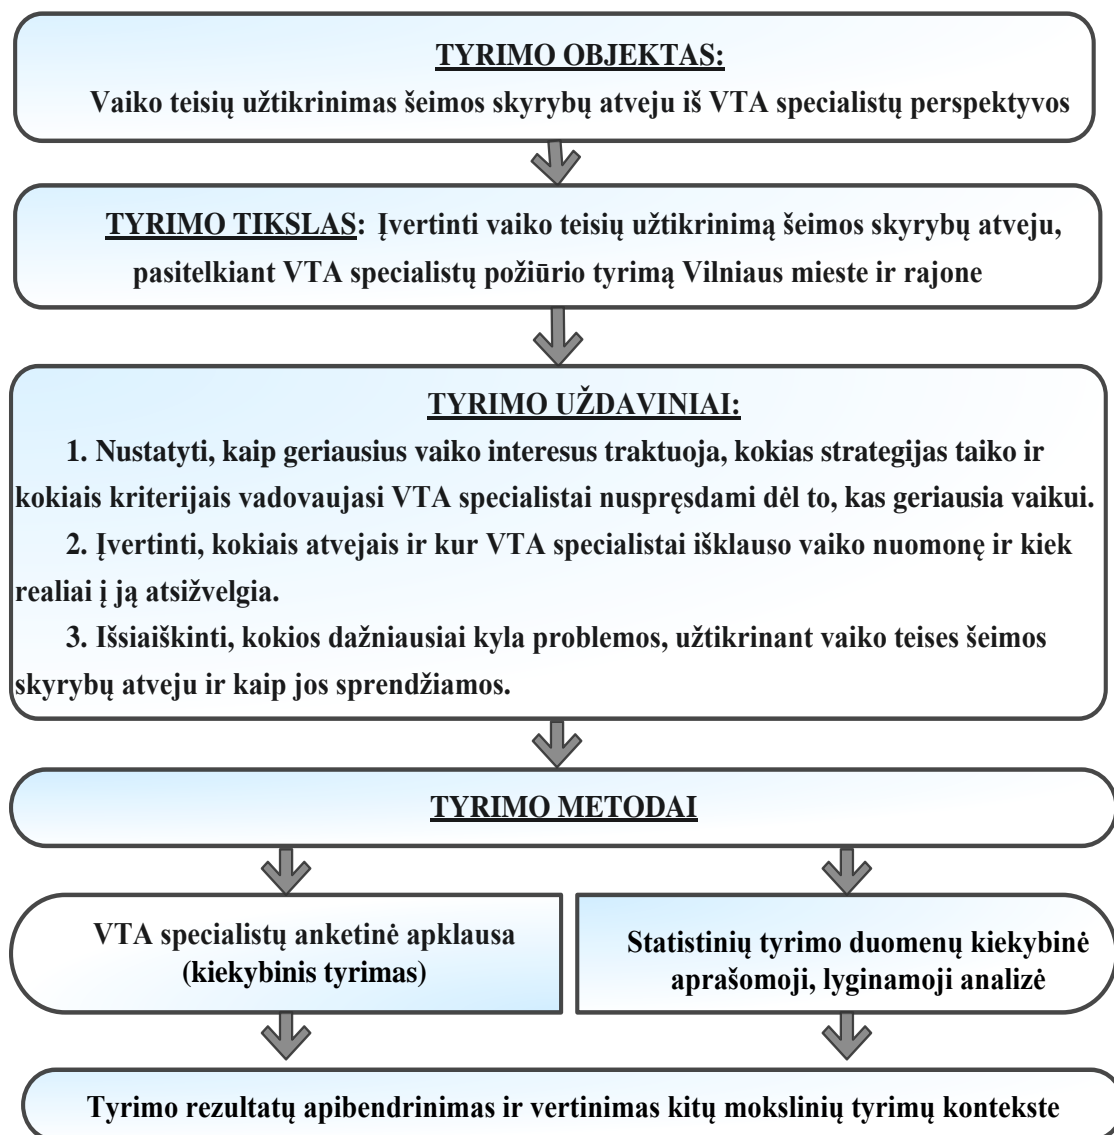 TYRIMO OBJEKTAS:
Vaiko teisių užtikrinimas šeimos skyrybų atveju iš VTA specialistų perspektyvos
TYRIMO TIKSLAS: Įvertinti vaiko teisių užtikrinimą šeimos skyrybų atveju,
pasitelkiant VTA specialistų požiūrio tyrimą Vilniaus mieste ir rajone
TYRIMO UŽDAVINIAI:
1. Nustatyti, kaip geriausius vaiko interesus traktuoja, kokias strategijas taiko ir
kokiais kriterijais vadovaujasi VTA specialistai nuspręsdami dėl to, kas geriausia vaikui.
2. Įvertinti, kokiais atvejais ir kur VTA specialistai išklauso vaiko nuomonę ir kiek
realiai į ją atsižvelgia.
3. Išsiaiškinti, kokios dažniausiai kyla problemos, užtikrinant vaiko teises šeimos
skyrybų atveju ir kaip jos sprendžiamos.
TYRIMO METODAI
VTA specialistų anketinė apklausa
(kiekybinis tyrimas)
Statistinių tyrimo duomenų kiekybinė
aprašomoji, lyginamoji analizė
Tyrimo rezultatų apibendrinimas ir vertinimas kitų mokslinių tyrimų kontekste